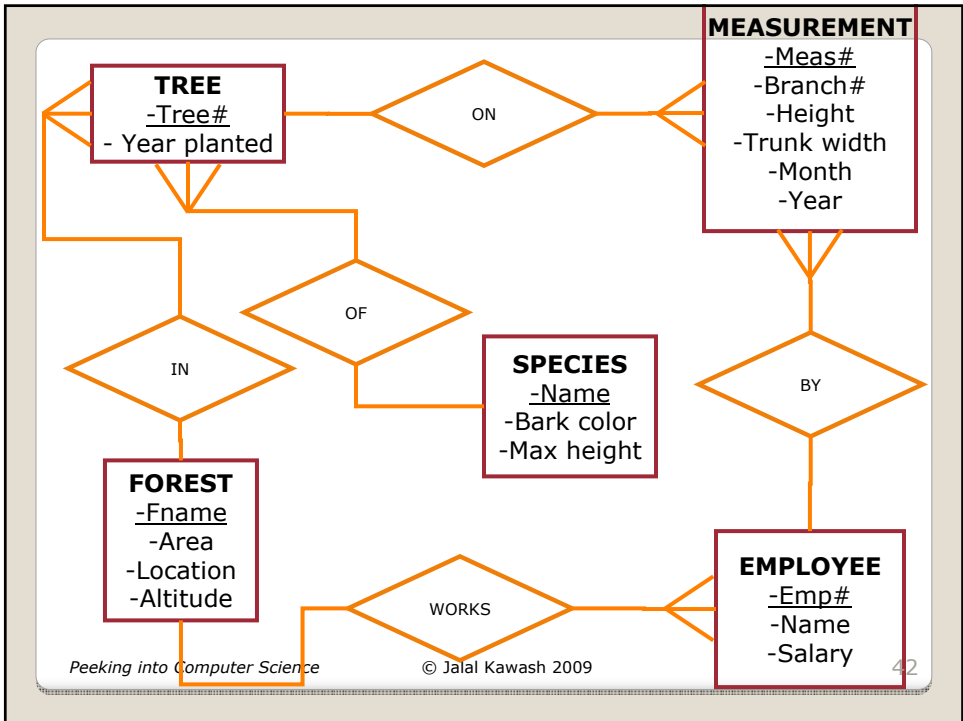 MEASUREMENT
-Meas#
-Branch#
-Height
-Trunk width
-Month
-Year
TREE
-Tree#
- Year planted
ON
OF
IN
SPECIES
-Name
-Bark color
-Max height
BY
FOREST
-Fname
-Area
-Location
-Altitude
WORKS
EMPLOYEE
-Emp#
-Name
-Salary
Peeking into Computer Science
© Jalal Kawash 2009
42